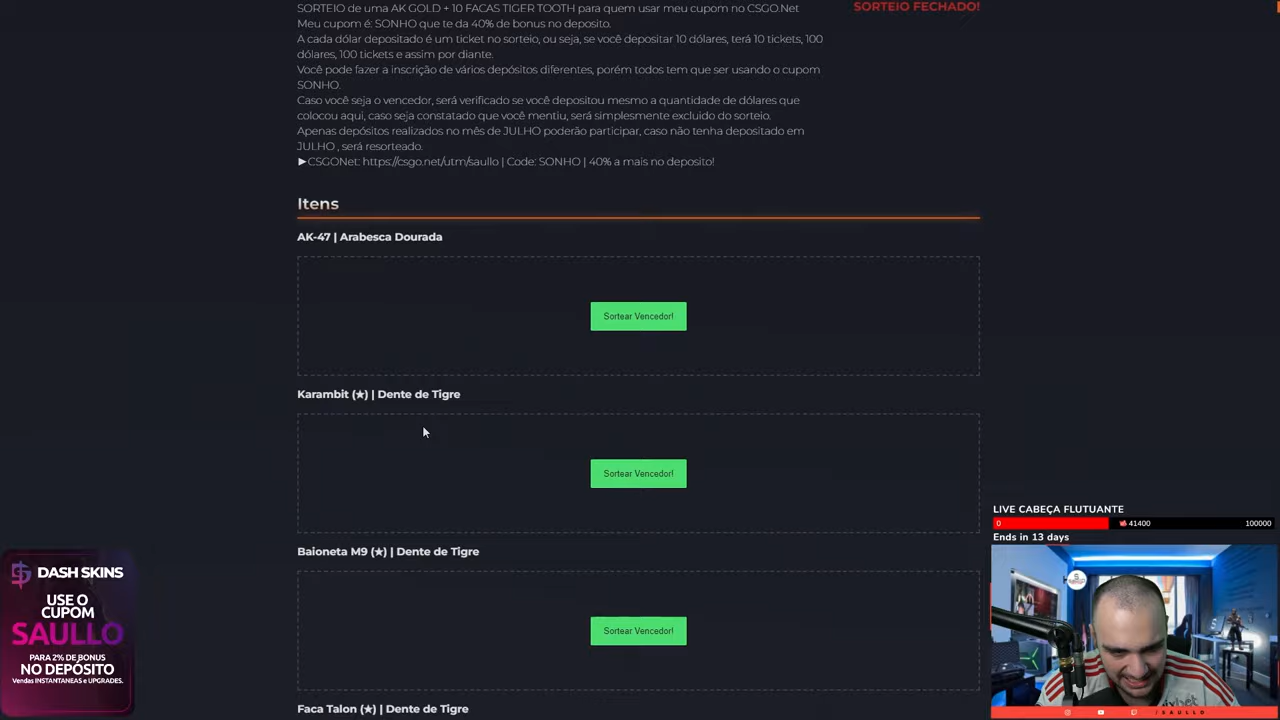 SORTEIO de uma AK GOLD + 10 FACAS TIGER TOOTH para quem usar meu cupom no CSGO.Net
SORTEIO FECHADO!
Meu cupom é: SONHO que te da 40% de bonus no deposito.
A cada dólar depositado é um ticket no sorteio, ou seja, se você depositar 10 dólares, terá 10 tickets, 100
dólares, 100 tickets e assim por diante.
Você pode fazer a inscrição de vários depósitos diferentes, porém todos tem que ser usando o cupom
SONHO.
Caso você seja o vencedor, será verificado se você depositou mesmo a quantidade de dólares que
colocou aqui, caso seja constatado que você mentiu, será simplesmente excluido do sorteio.
Apenas depósitos realizados no mês de JULHO poderão participar, caso não tenha depositado em
JULHO , será resorteado.
▶CSGONet: https://csgo.net/utm/saullo | Code: SONHO | 40% a mais no deposito!
Itens
AK-47 | Arabesca Dourada
Sortear Vencedor!
Karambit (★) | Dente de Tigre
Sortear Vencedor!
Baioneta M9 (★) | Dente de Tigre
Sortear Vencedor!
Faca Talon (★) | Dente de Tigre
DASH SKINS
USE O
CUPOM
SAULLO
PARA 2% DE BONUS
NO DEPÓSITO
Vendas INSTANTANEAS e UPGRADES.
LIVE CABEÇA FLUTUANTE
0 41400 100000
Ends in 13 days
/SAULLO